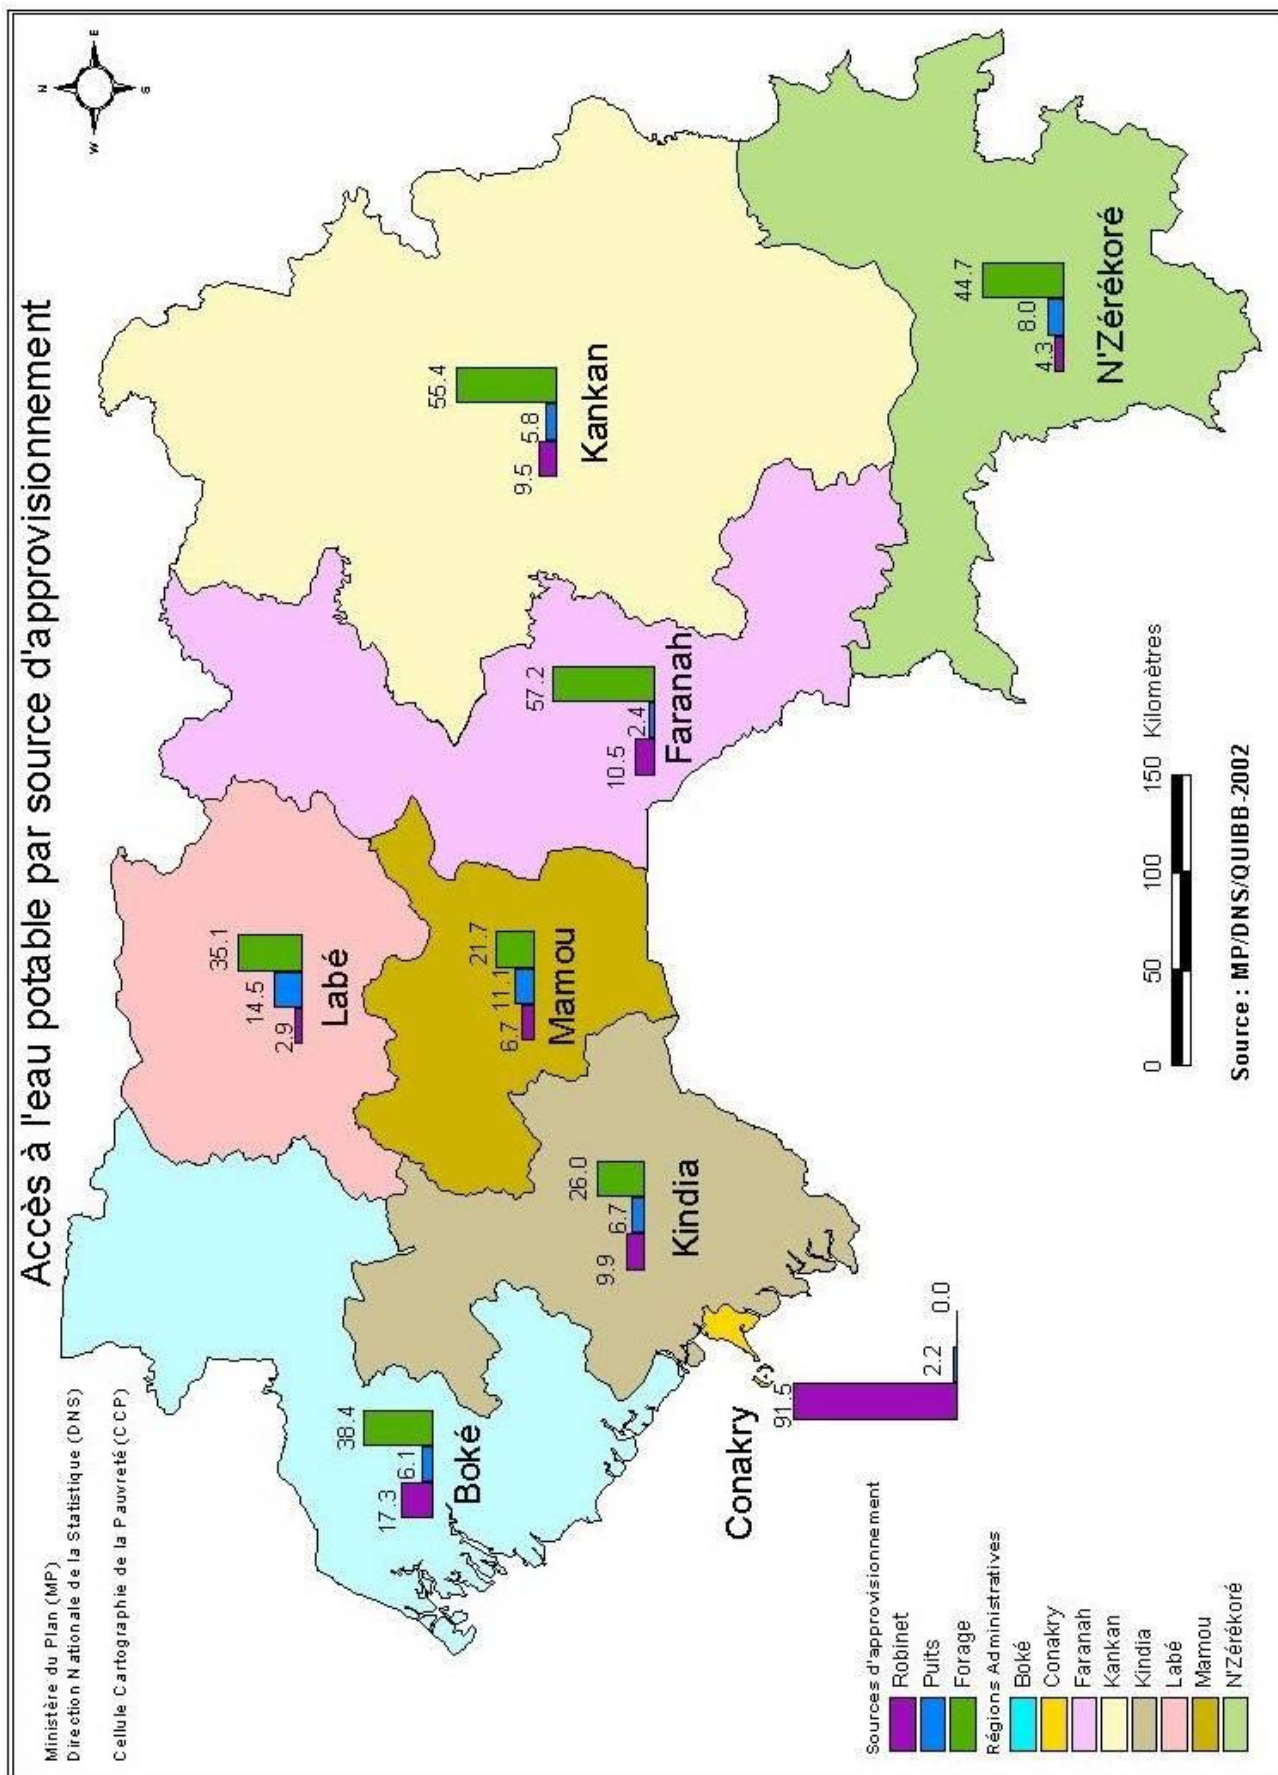 Accès à l'eau potable par source d'approvisionnement
Ministère du Plan (MP)
Direction Nationale de la Statistique (DNS)
Cellule Cartographie de la Pauvreté (CCP)
N
W
E
S
38.4
17.3
6.1
Boké
35.1
14.5
2.9
Labé
21.7
11.1
6.7
Mamou
26.0
9.9
6.7
Kindia
Conakry
91.5
2.2
0.0
57.2
10.5
2.4
Faranah
55.4
9.5
5.8
Kankan
44.7
8.0
4.3
N'Zérékoré
Sources d'approvisionnement
Robinet
Puits
Forage
Régions Administratives
Boké
Conakry
Faranah
Kankan
Kindia
Labé
Mamou
N'Zérékoré
0 50 100 150 Kilomètres
Source : MP/DNS/QUIBB-2002